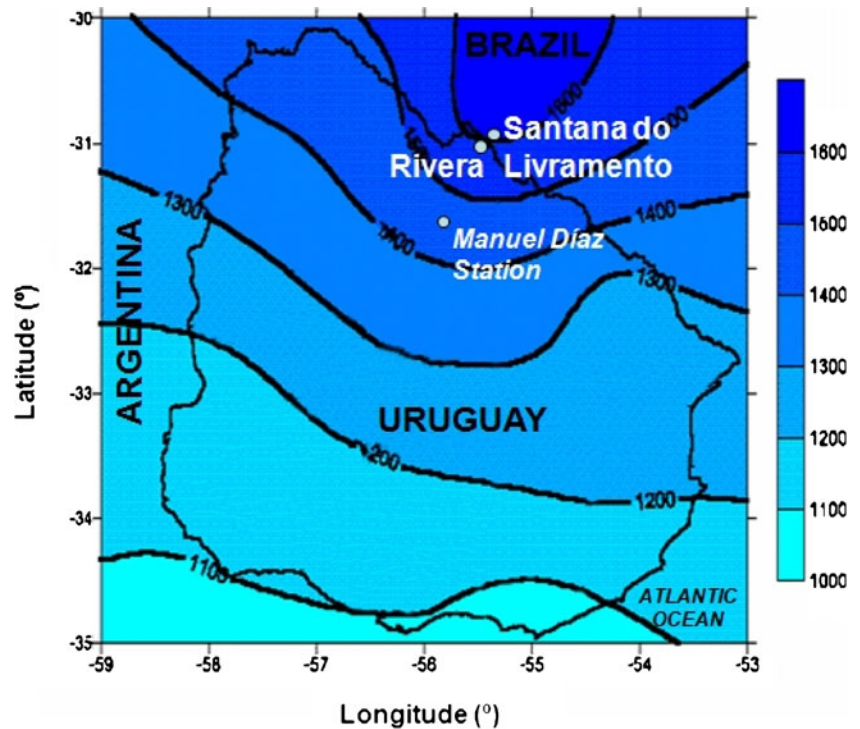 -30
-31
-32
-33
-34
-35
Latitude (º)
-59
-58
-57
-56
-55
-54
-53
Longitude (º)
BRAZIL
Santana do
Rivera Livramento
Manuel Díaz
Station
ARGENTINA
URUGUAY
ATLANTIC
OCEAN
1600
1400
1400
1300
1300
200
1200
1100
1600
1600
1400
1300
1200
1100
1000